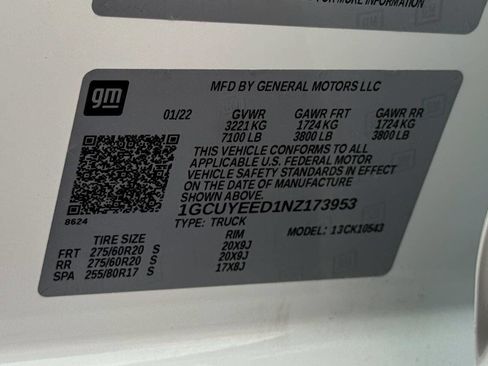 FOR MORE INFORMATION
gm
MFD BY GENERAL MOTORS LLC
01/22 GVWR GAWR FRT GAWR RR
3221 KG 1724 KG 1724 KG
7100 LB 3800 LB 3800 LB
THIS VEHICLE CONFORMS TO ALL
APPLICABLE U.S. FEDERAL MOTOR
VEHICLE SAFETY STANDARDS IN EFFECT
ON THE DATE OF MANUFACTURE
SHOWN ABOVE.
8624 1GCUYEED1NZ173953
TYPE: TRUCK MODEL: 13CK10543
TIRE SIZE RIM
FRT 275/60R20 S 20X9J
RR 275/60R20 S 20X9J
SPA 255/80R17 S 17X8J